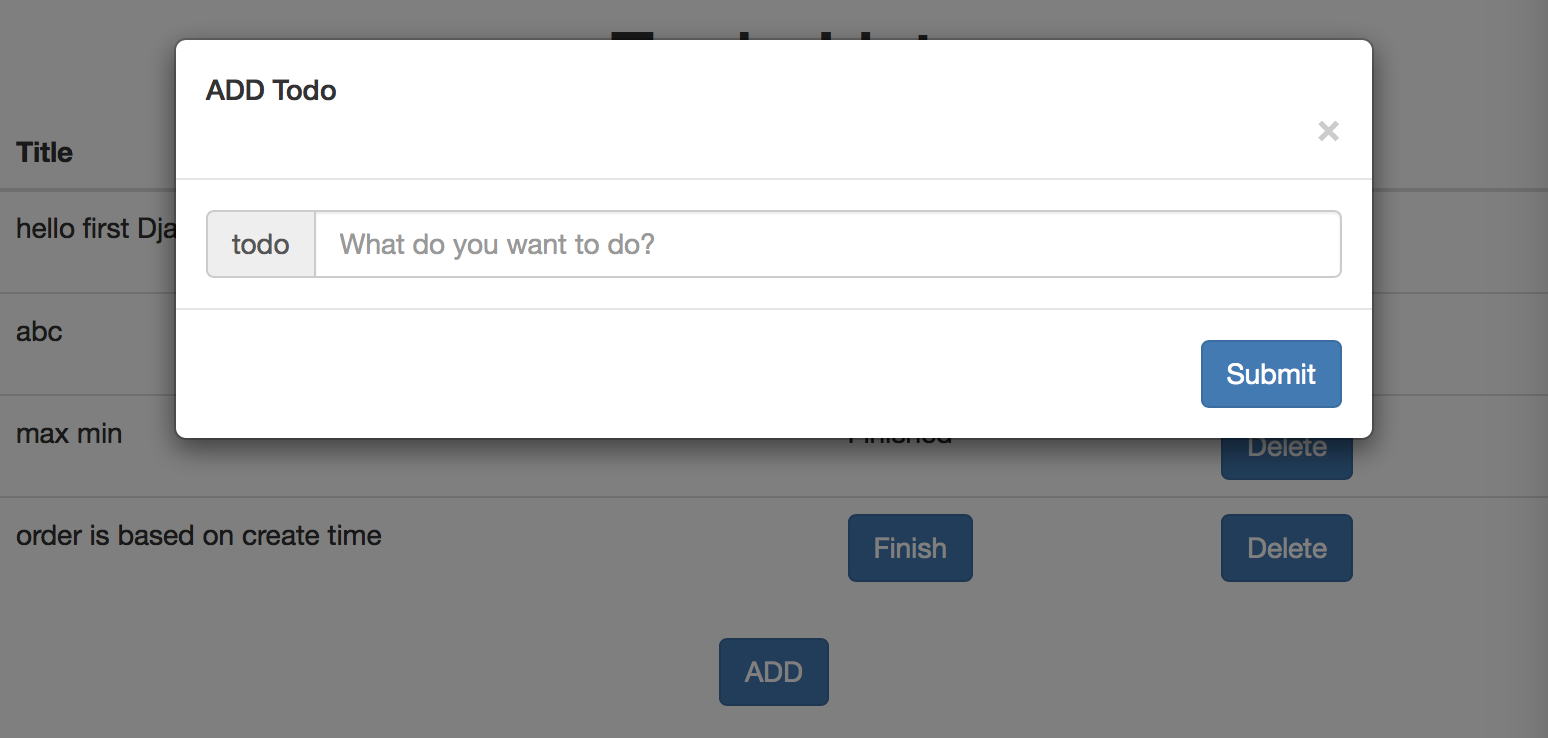 ADD Todo
×
Title
hello first Dja
todo
What do you want to do?
abc
Submit
max min
Finished
Delete
order is based on create time
Finish
Delete
ADD